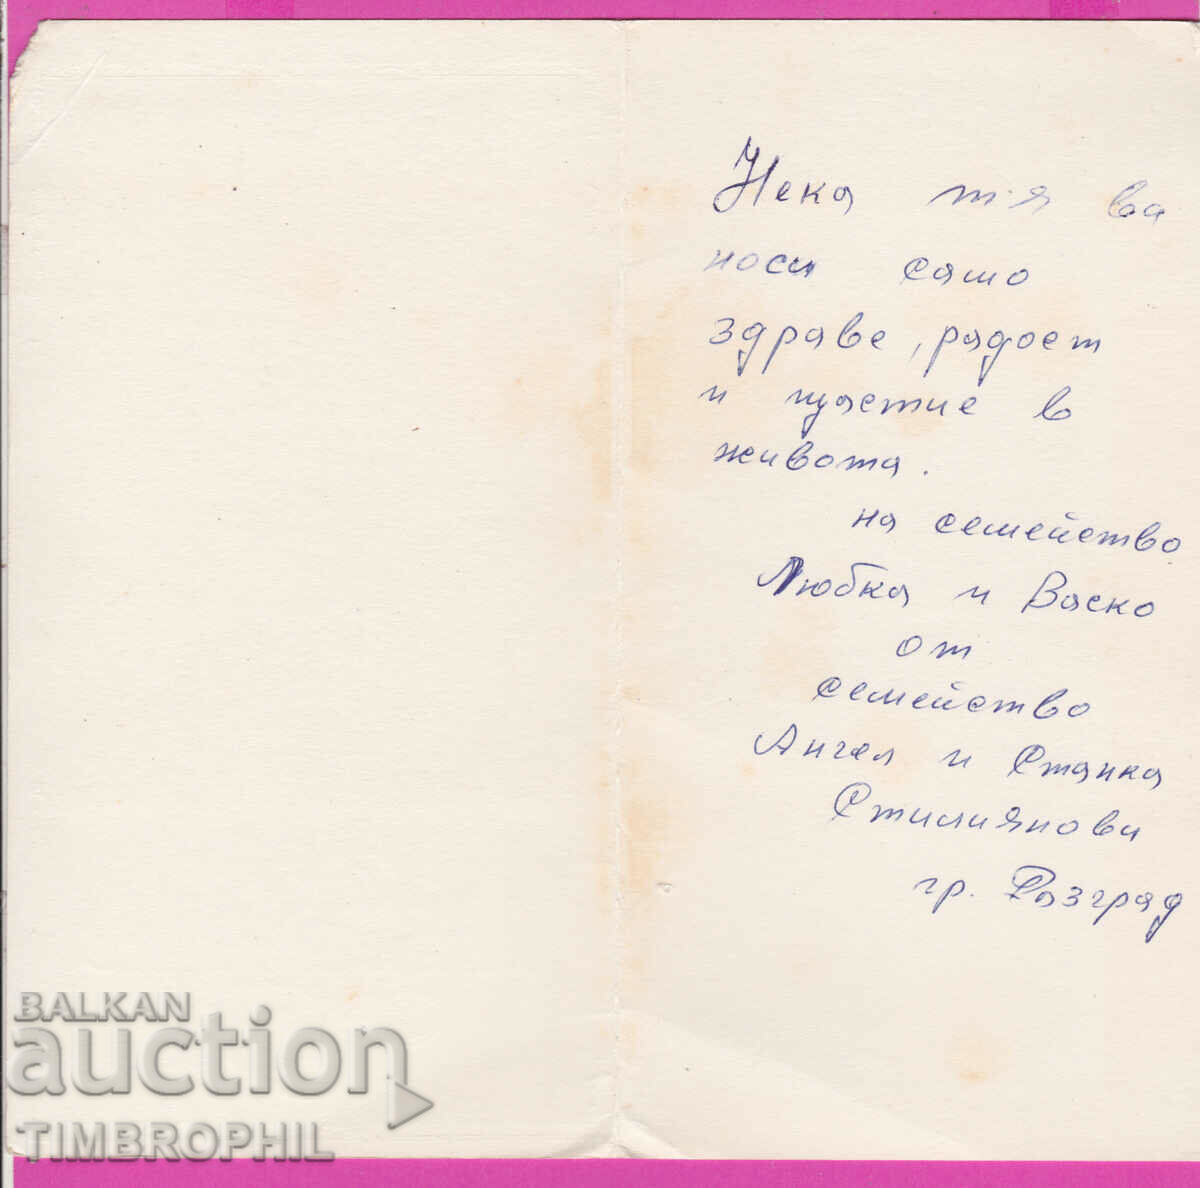 Нека тя ви
носи само
здраве, радост
и щастие в
живота.
на семейство
Любка и Васко
от
семейство
Ангел и Станка
Стилиянови
гр. Разград
BALKAN
auction
TIMBROPHIL